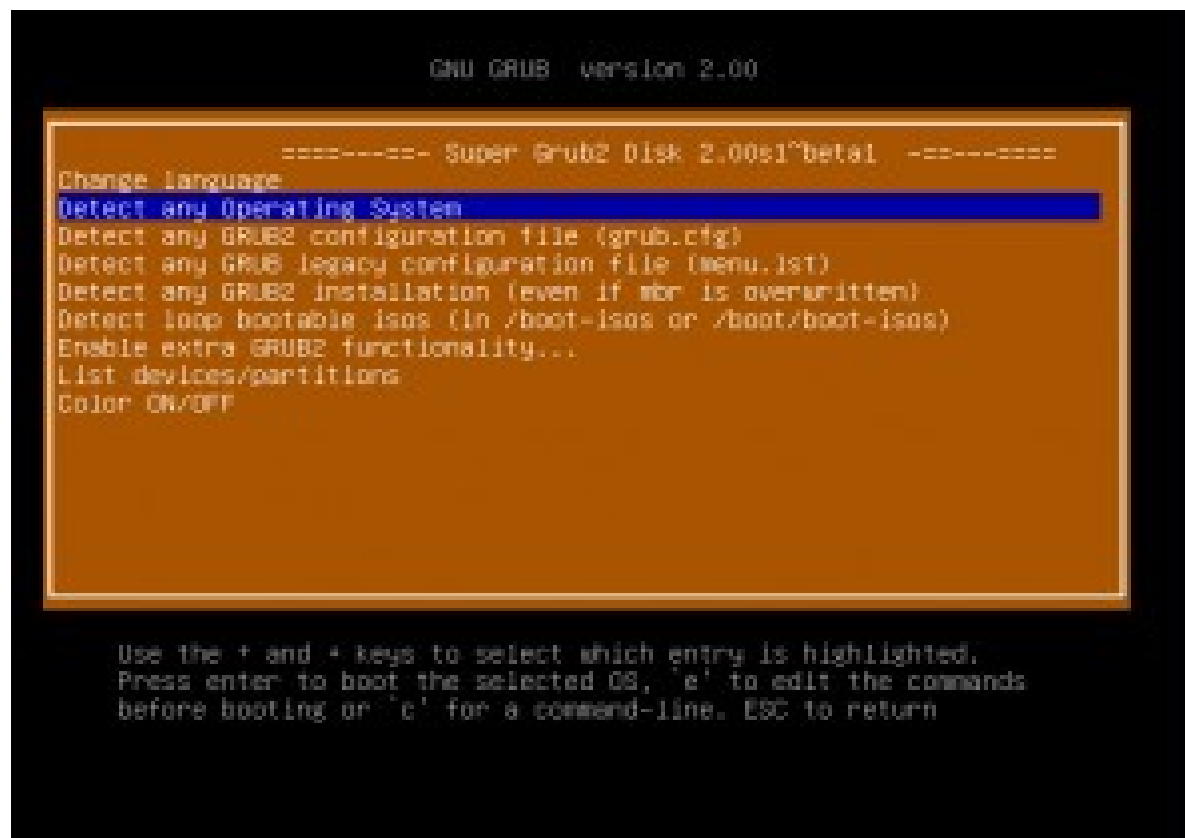 GNU GRUB version 2.00
====---==- Super Grub2 Disk 2.00s1~beta1 -==---====
Change language
Detect any Operating System
Detect any GRUB2 configuration file (grub.cfg)
Detect any GRUB legacy configuration file (menu.lst)
Detect any GRUB2 installation (even if mbr is overwritten)
Detect loop bootable isos (in /boot-isos or /boot/boot-isos)
Enable extra GRUB2 functionality...
List devices/partitions
Color ON/OFF
Use the and keys to select which entry is highlighted.
Press enter to boot the selected OS, `e' to edit the commands
before booting or `c' for a command-line. ESC to return